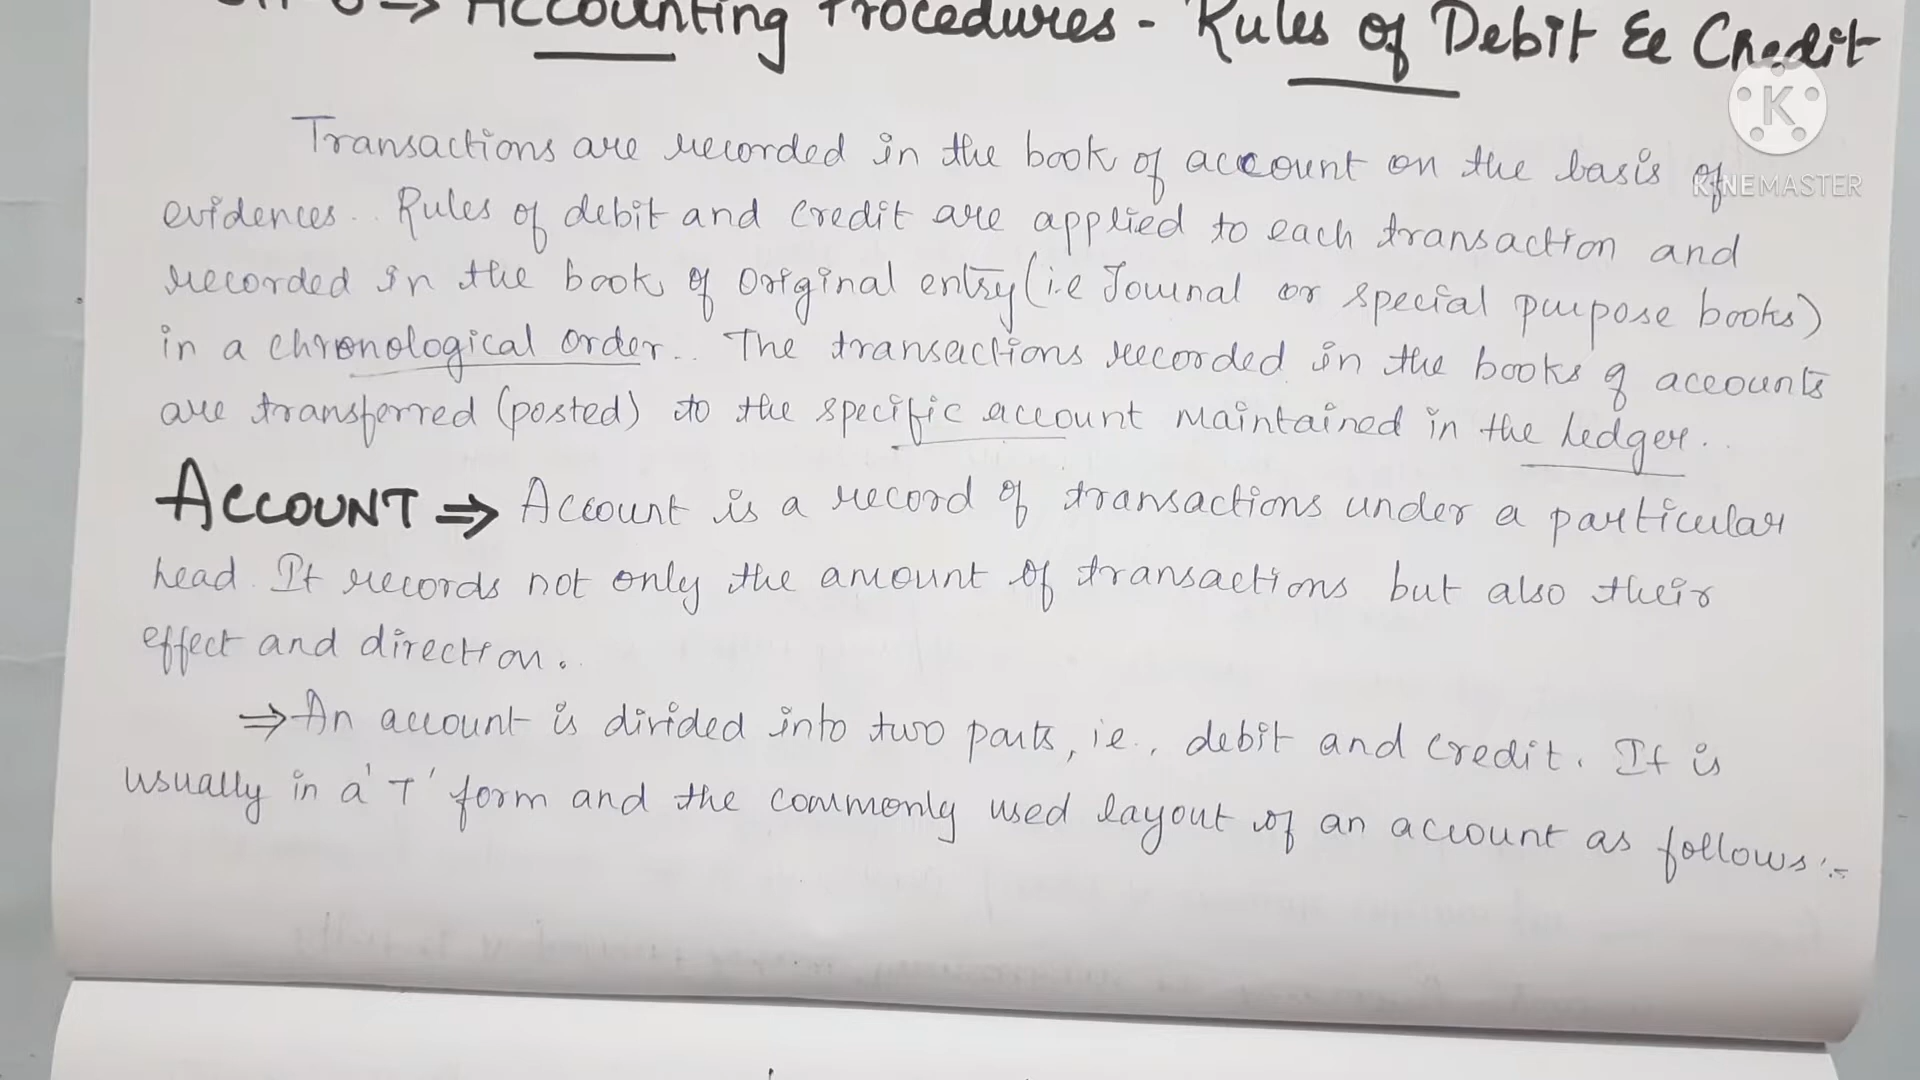 → Accounting Procedures - Rules of Debit & Credit
Transactions are recorded in the book of account on the basis of
evidences.. Rules of debit and credit are applied to each transaction and
recorded in the book of original entry (i.e Journal or special purpose books)
in a chronological order.. The transactions recorded in the books of accounts
are transferred (posted) to the specific account maintained in the ledger..
ACCOUNT ⇒ Account is a record of transactions under a particular
head. It records not only the amount of transactions but also their
effect and direction.
⇒ An account is divided into two parts, i.e., debit and credit. It is
usually in a 'T' form and the commonly used layout of an account as follows:-
K
KINEMASTER